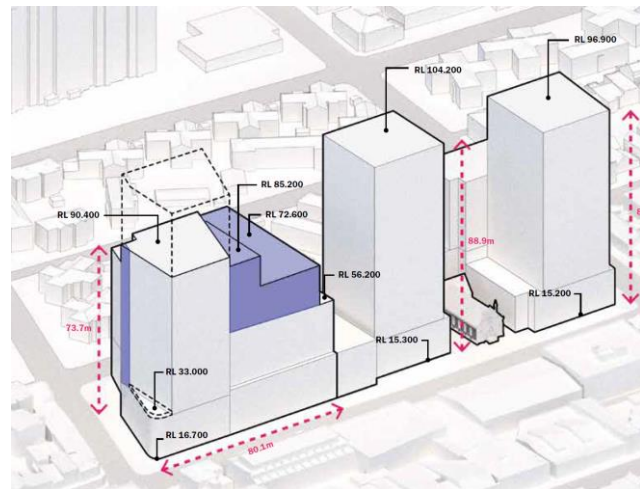 RL 96.900
RL 104.200
RL 85.200
RL 72.600
RL 90.400
88.9m
RL 56.200
RL 15.200
73.7m
RL 15.300
RL 33.000
RL 16.700
80.1m